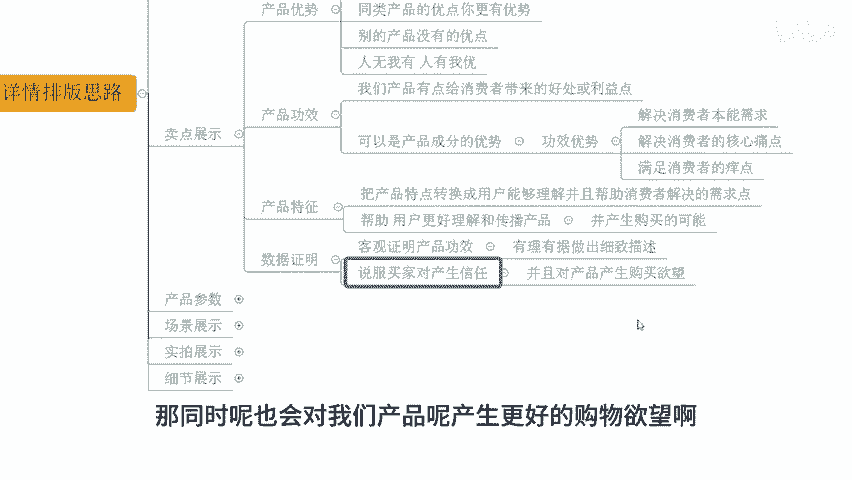 产品优势
同类产品的优点你更有优势
别的产品没有的优点
人无我有 人有我优
详情排版思路
卖点展示
产品功效
我们产品有点给消费者带来的好处或利益点
可以是产品成分的优势
功效优势
解决消费者本能需求
解决消费者的核心痛点
满足消费者的痒点
产品特征
把产品特点转换成用户能够理解并且帮助消费者解决的需求点
帮助 用户更好理解和传播产品
并产生购买的可能
数据证明
客观证明产品功效
有理有据做出细致描述
说服买家对产生信任
并且对产品产生购买欲望
产品参数
场景展示
实拍展示
细节展示
那同时呢也会对我们产品呢产生更好的购物欲望啊